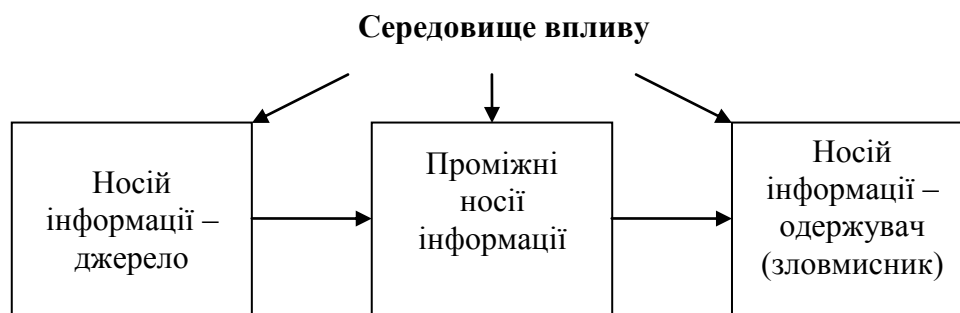 Середовище впливу
Носій
інформації –
джерело
Проміжні
носії
інформації
Носій
інформації –
одержувач
(зловмисник)